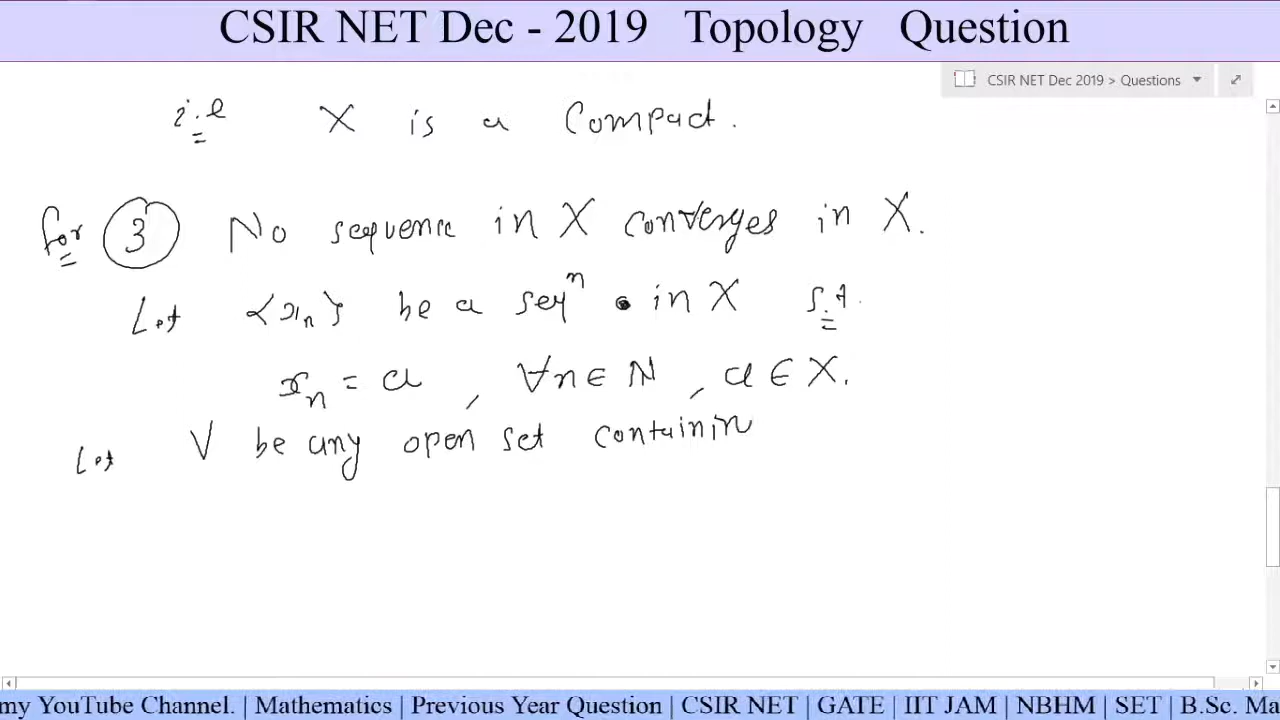 CSIR NET Dec - 2019 Topology Question
CSIR NET Dec 2019 > Questions
i.e X is a Compact.
for 3 No sequence in X converges in X.
Let <xn> be a seqn in X s.t.
xn = a , ∀n ∈ N , a ∈ X.
Let V be any open set containin
my YouTube Channel. | Mathematics | Previous Year Question | CSIR NET | GATE | IIT JAM | NBHM | SET | B.Sc. Ma